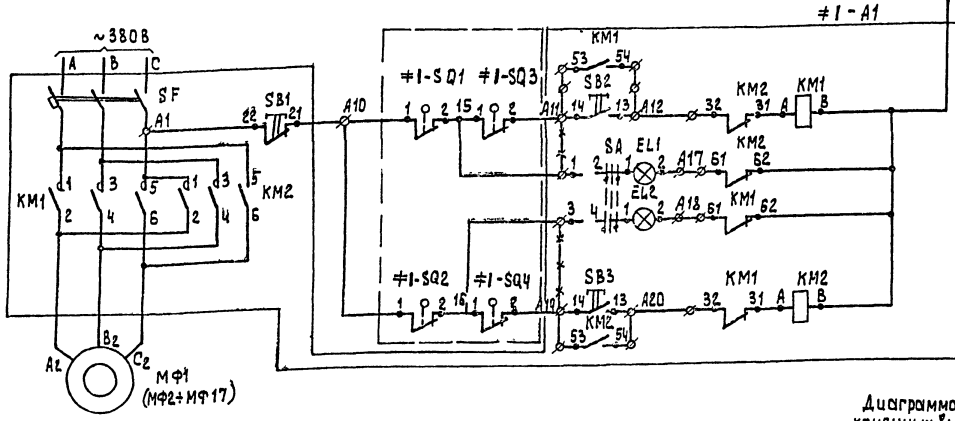 ≠1-A1
~380В
A B C
SF
A1
22 SB1 21
A10
≠1-SQ1 ≠1-SQ3
1 2 15 1 2
A11
KM1
53 54
SB2
14 13 A12
32 KM2 31 A KM1 B
1 2 SA 1 EL1 2 A17 61 KM2 62
3 4 1 EL2 2 A18 61 KM1 62
KM1 1 3 5 1 3 5 KM2
2 4 6 2 4 6
≠1-SQ2 ≠1-SQ4
1 2 16 1 2
A19
SB3
14 13 A20
KM2
53 54
32 KM1 31 A KM2 B
A2 B2 C2
МФ1
(МФ2÷МФ17)
Диаграмма